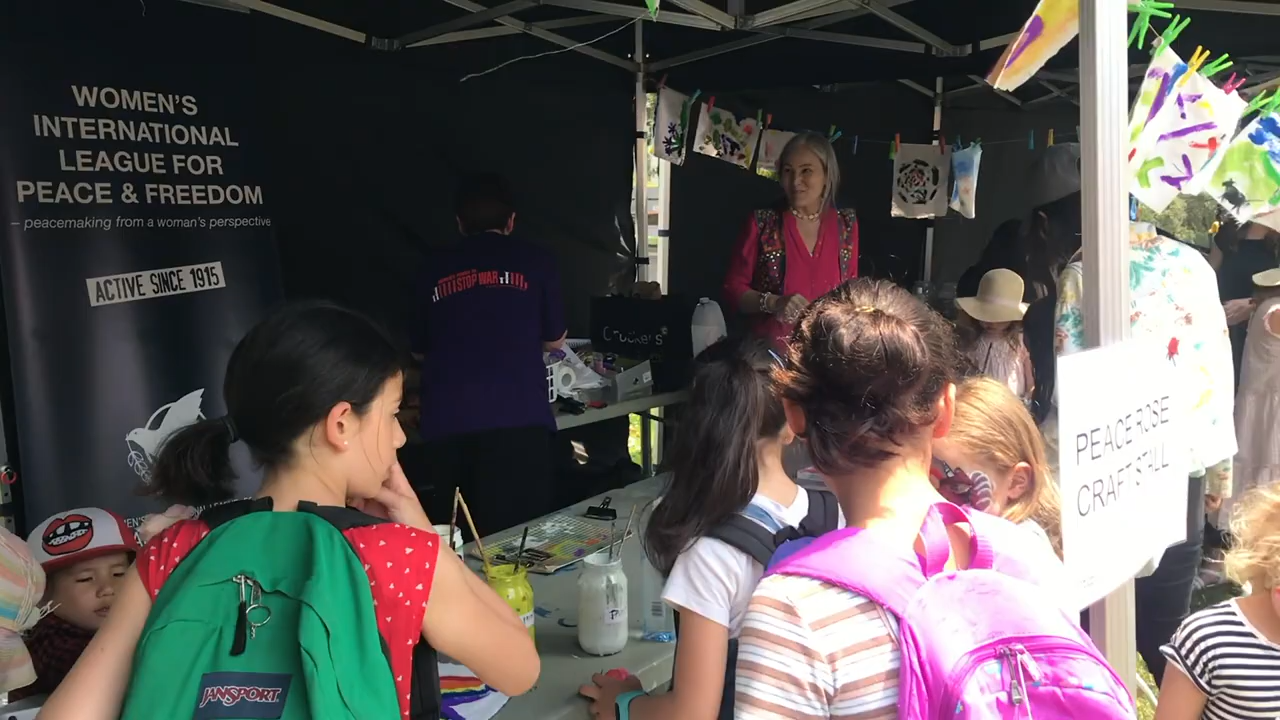 WOMEN'S
INTERNATIONAL
LEAGUE FOR
PEACE & FREEDOM
– peacemaking from a woman's perspective
ACTIVE SINCE 1915
STOP WAR
JANSPORT
PEACE ROSE
CRAFT STALL